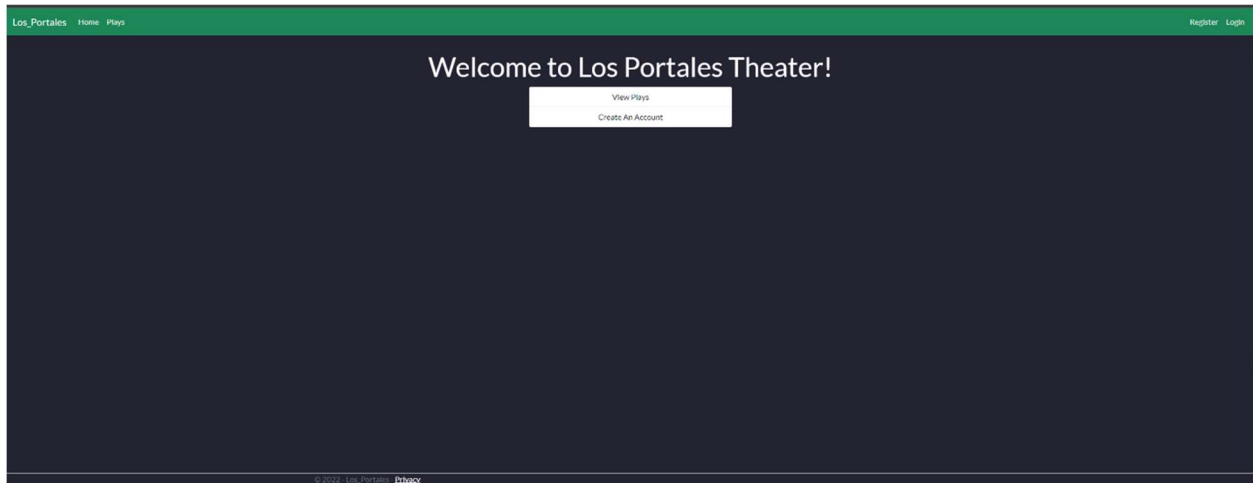 Los_Portales Home Plays Register Login
Welcome to Los Portales Theater!
View Plays
Create An Account
© 2022 - Los_Portales - Privacy